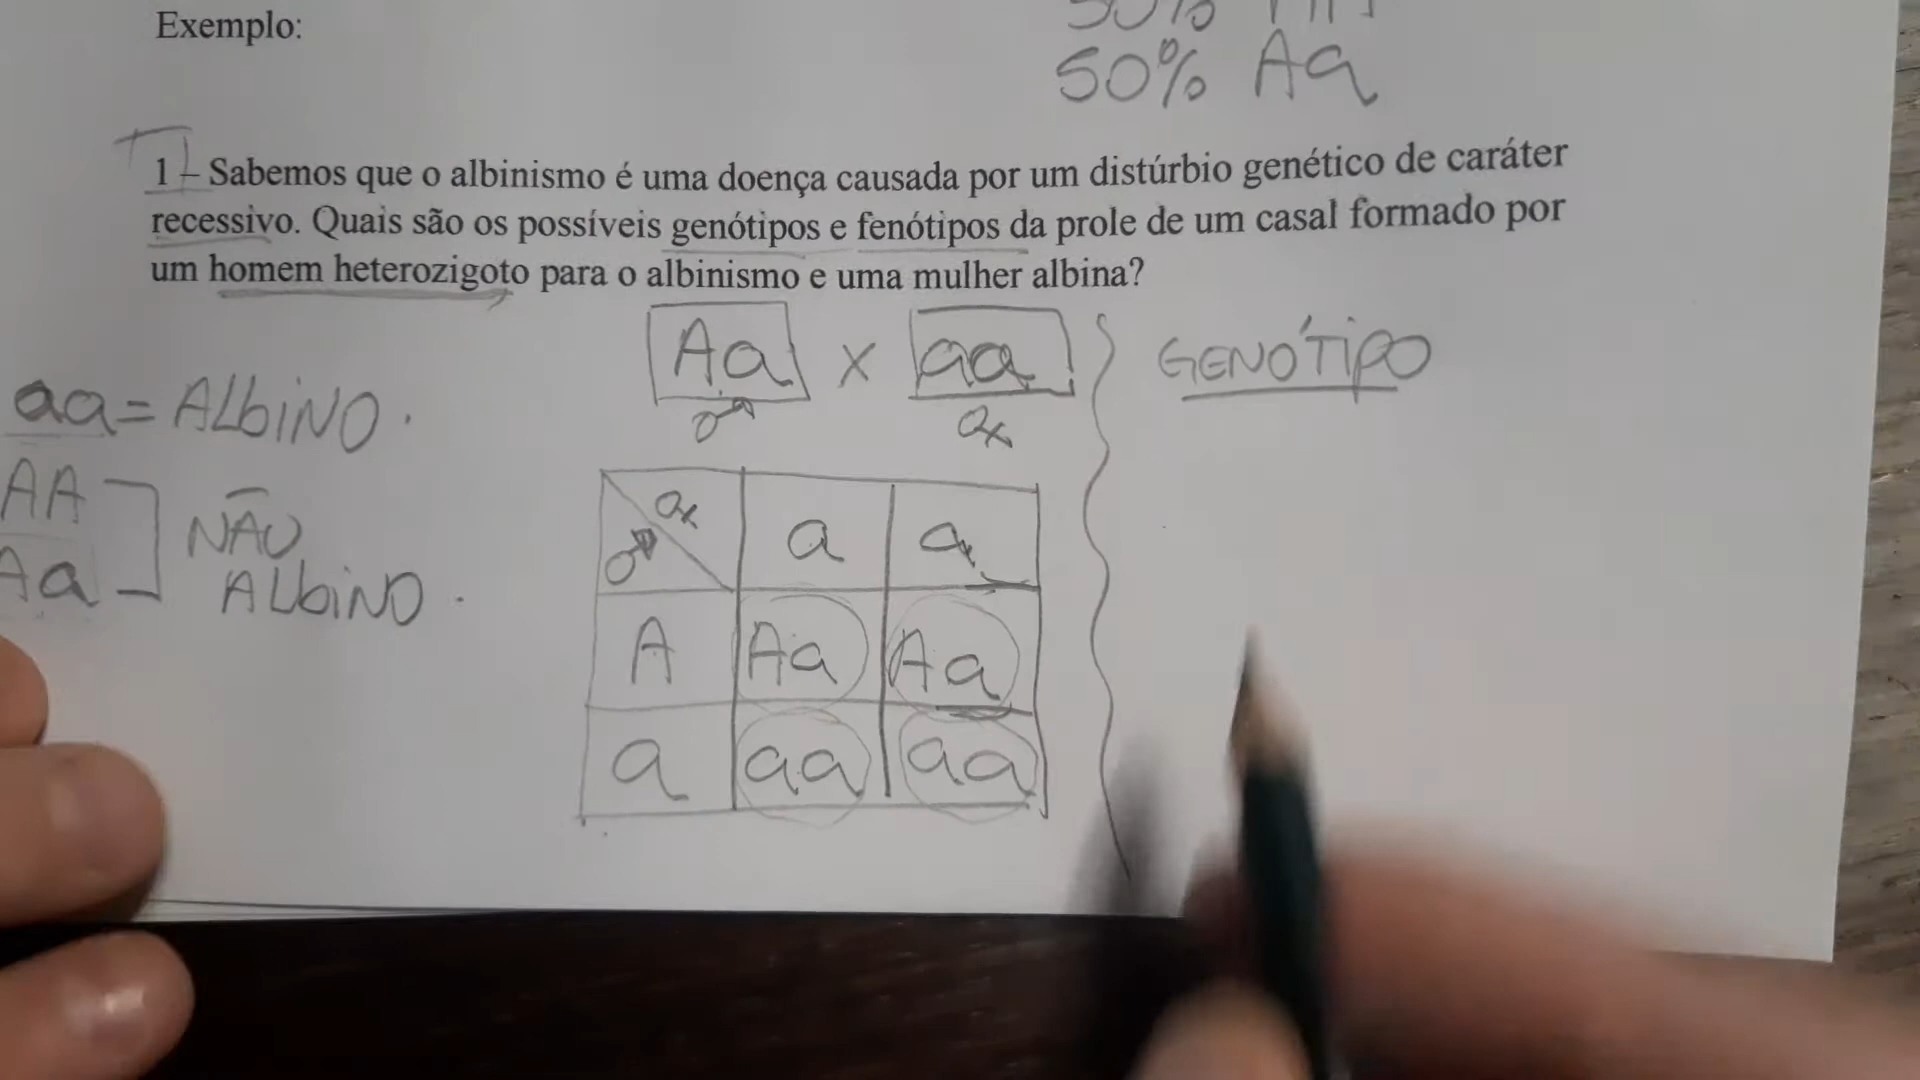 Exemplo:
50%
50% Aa
1 – Sabemos que o albinismo é uma doença causada por um distúrbio genético de caráter
recessivo. Quais são os possíveis genótipos e fenótipos da prole de um casal formado por
um homem heterozigoto para o albinismo e uma mulher albina?
Aa x aa
♂ ♀
GENÓTIPO
aa = ALbiNO.
AA
Aa
NÃO
ALbiNO.
♀
♂
a a
A Aa Aa
a aa aa